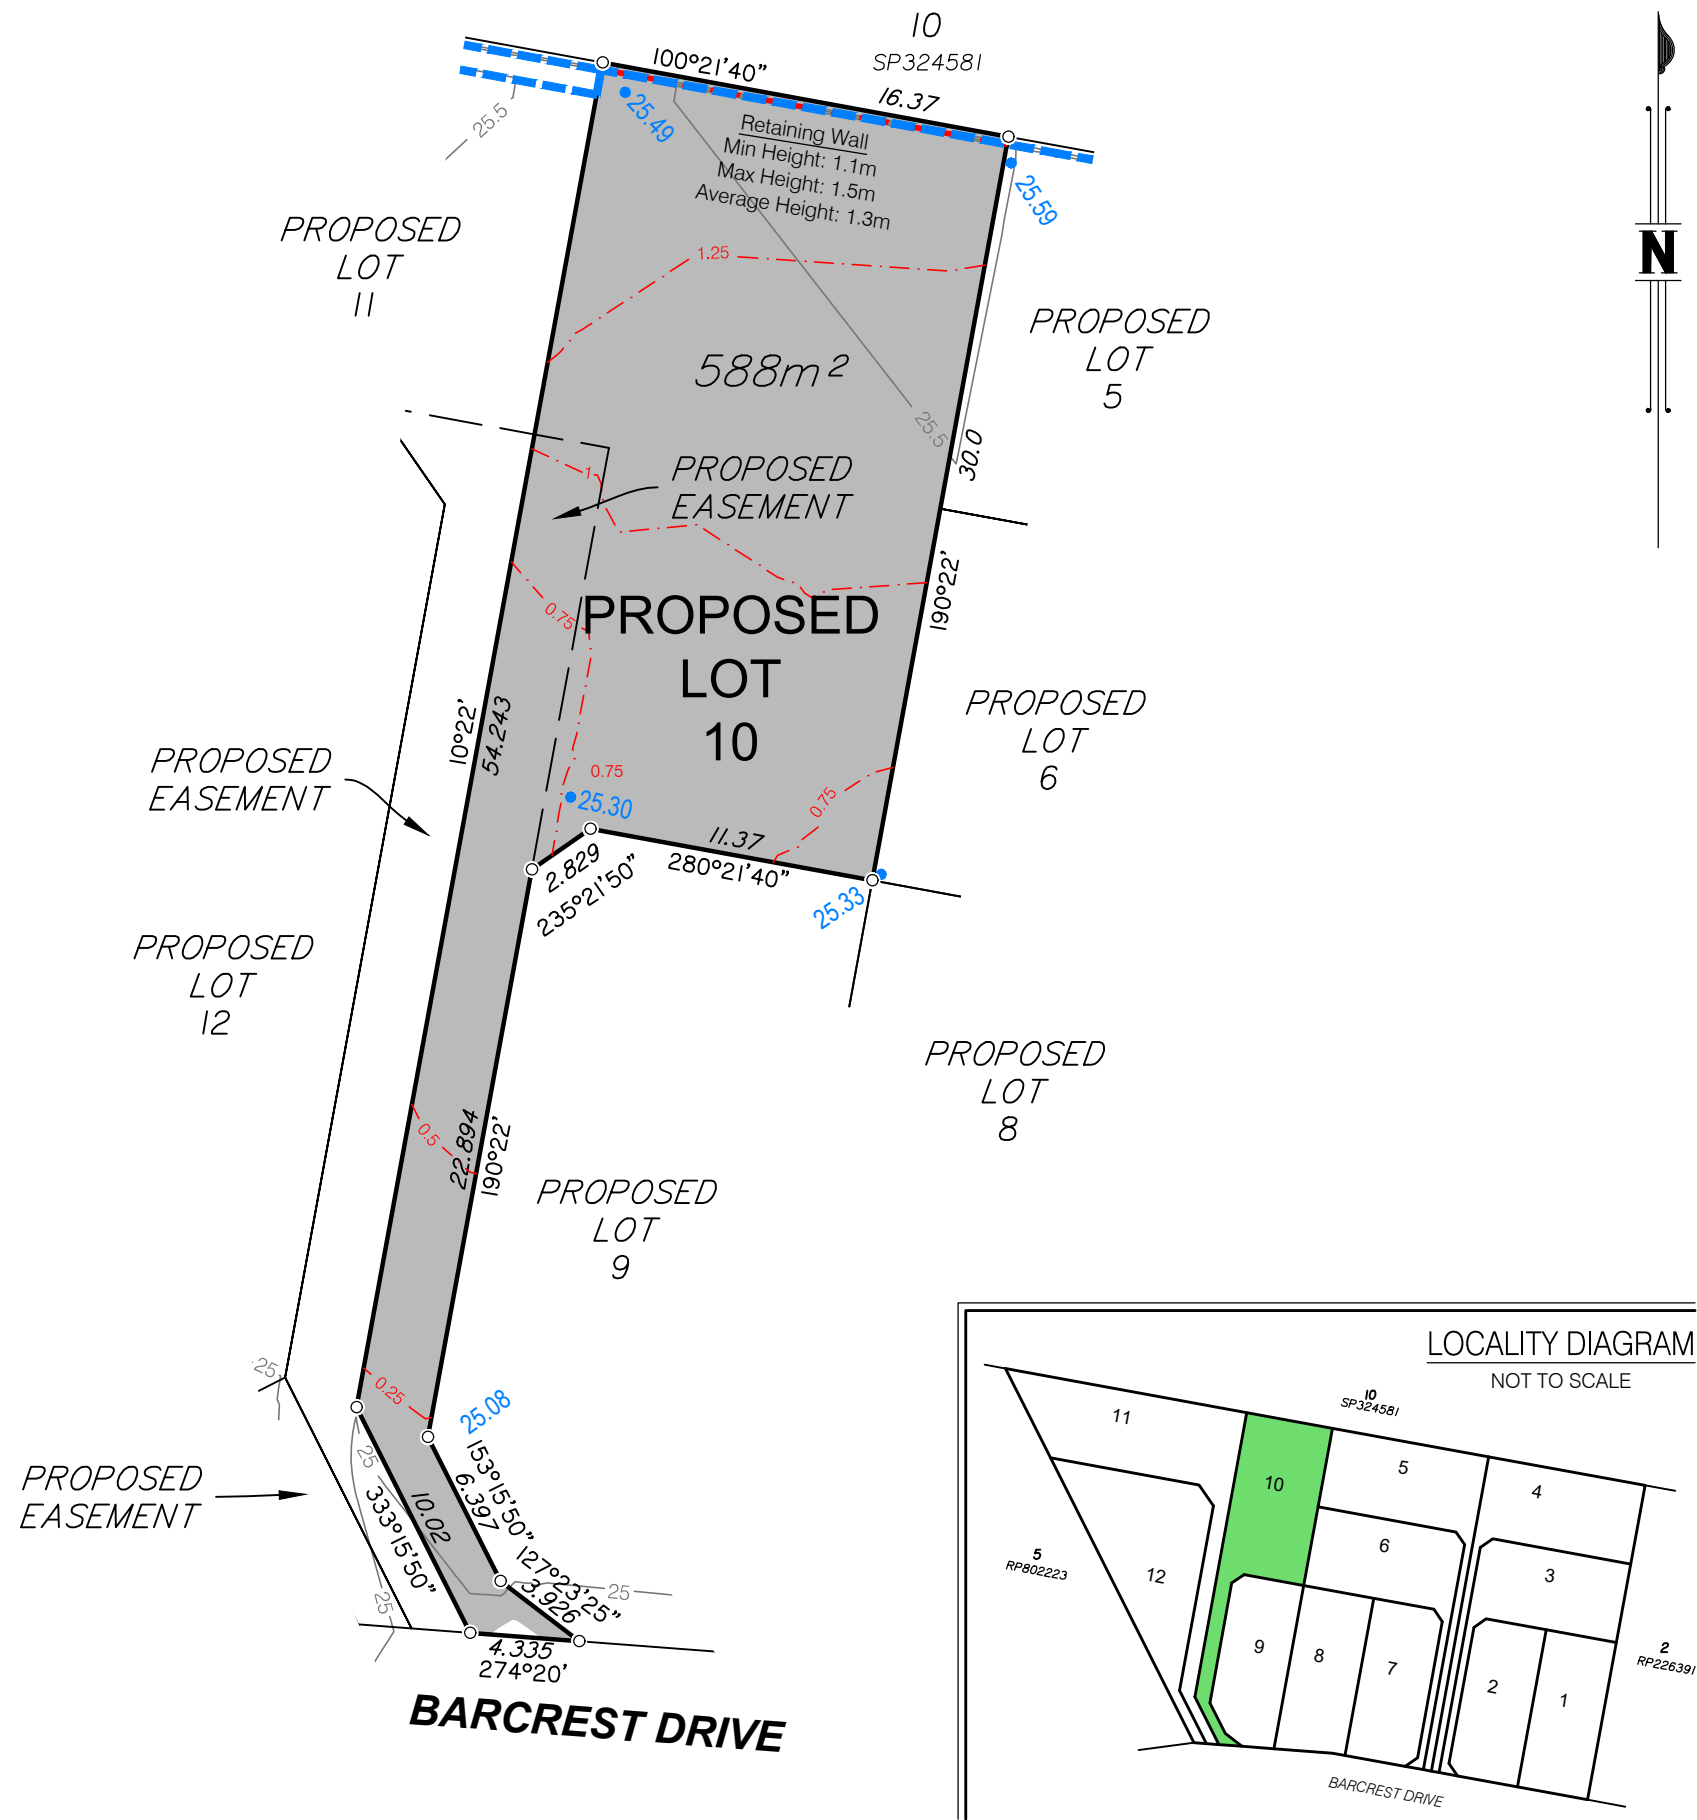 10
SP324581
100°21'40"
16.37
25.5
25.49
Retaining Wall
Min Height: 1.1m
Max Height: 1.5m
Average Height: 1.3m
25.59
N
PROPOSED
LOT
11
1.25
PROPOSED
LOT
5
588m²
25.5
30.0
1
PROPOSED
EASEMENT
0.75
PROPOSED
LOT
10
190°22'
10°22'
54.243
PROPOSED
LOT
6
PROPOSED
EASEMENT
0.75
25.30
0.75
11.37
280°21'40"
2.829
235°21'50"
25.33
PROPOSED
LOT
12
PROPOSED
LOT
8
0.5
22.894
190°22'
PROPOSED
LOT
9
25
0.25
25.08
25
PROPOSED
EASEMENT
333°15'50"
10.02
153°15'50"
6.397
127°23'25"
3.926
25
25
4.335
274°20'
BARCREST DRIVE
LOCALITY DIAGRAM
NOT TO SCALE
10
SP324581
11
10
5
4
6
3
5
RP802223
12
9
8
7
2
1
2
RP226391
BARCREST DRIVE